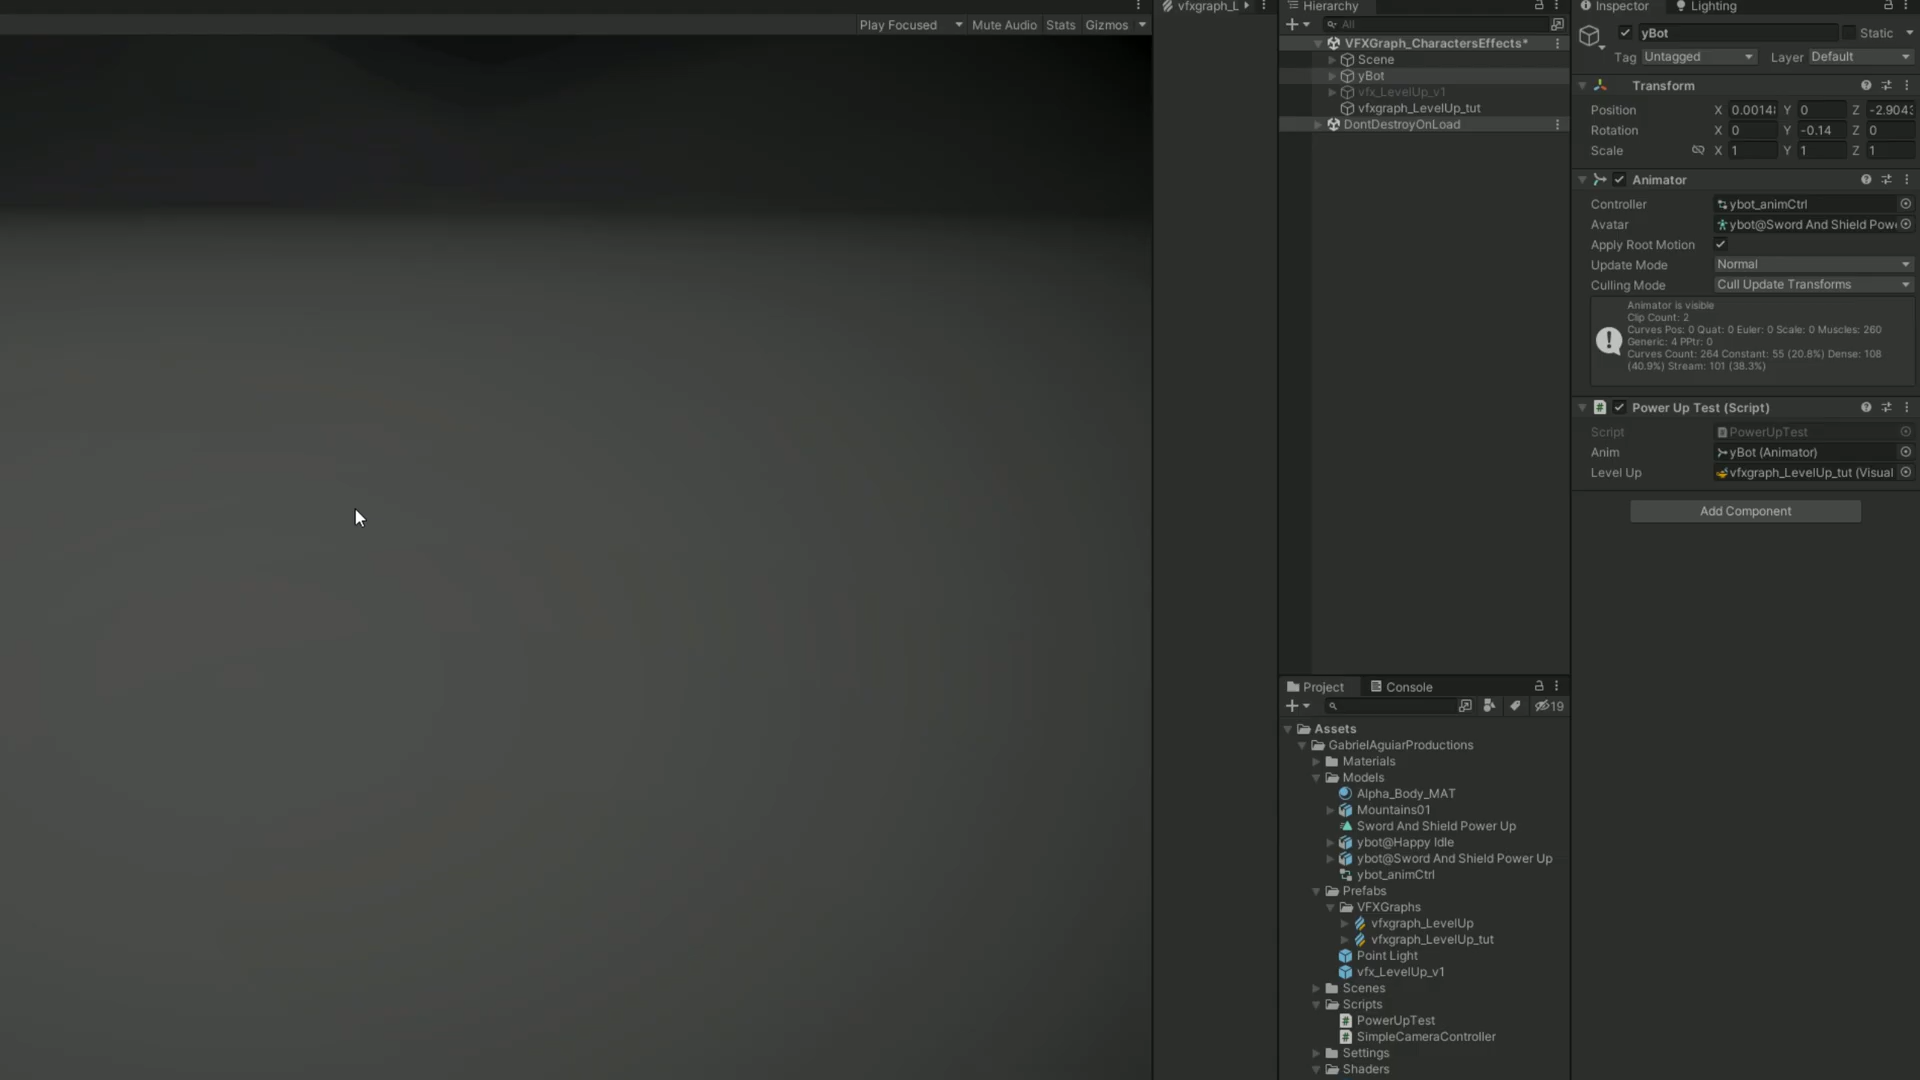 vfxgraph_L
Hierarchy
Inspector
Lighting
Play Focused
Mute Audio
Stats
Gizmos
All
VFXGraph_CharactersEffects*
Scene
yBot
vfx_LevelUp_v1
vfxgraph_LevelUp_tut
DontDestroyOnLoad
yBot
Static
Tag Untagged
Layer Default
Transform
Position X 0.0014 Y 0 Z -2.9043
Rotation X 0 Y -0.14 Z 0
Scale X 1 Y 1 Z 1
Animator
Controller ybot_animCtrl
Avatar ybot@Sword And Shield Pow
Apply Root Motion
Update Mode Normal
Culling Mode Cull Update Transforms
Animator is visible
Clip Count: 2
Curves Pos: 0 Quat: 0 Euler: 0 Scale: 0 Muscles: 260
Generic: 4 PPtr: 0
Curves Count: 264 Constant: 55 (20.8%) Dense: 108
(40.9%) Stream: 101 (38.3%)
Power Up Test (Script)
Script PowerUpTest
Anim yBot (Animator)
Level Up vfxgraph_LevelUp_tut (Visual
Add Component
Project
Console
19
Assets
GabrielAguiarProductions
Materials
Models
Alpha_Body_MAT
Mountains01
Sword And Shield Power Up
ybot@Happy Idle
ybot@Sword And Shield Power Up
ybot_animCtrl
Prefabs
VFXGraphs
vfxgraph_LevelUp
vfxgraph_LevelUp_tut
Point Light
vfx_LevelUp_v1
Scenes
Scripts
PowerUpTest
SimpleCameraController
Settings
Shaders